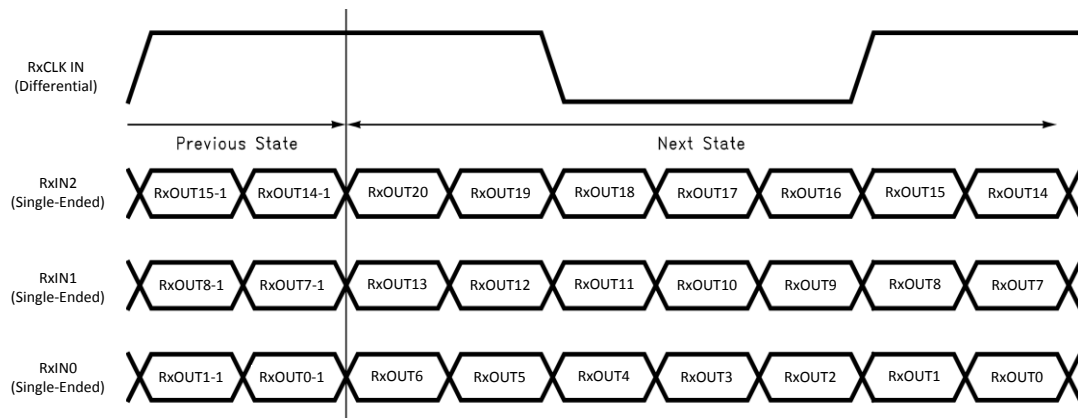 RxCLK IN
(Differential)
Previous State
Next State
RxIN2
(Single-Ended)
RxOUT15-1 RxOUT14-1 RxOUT20 RxOUT19 RxOUT18 RxOUT17 RxOUT16 RxOUT15 RxOUT14
RxIN1
(Single-Ended)
RxOUT8-1 RxOUT7-1 RxOUT13 RxOUT12 RxOUT11 RxOUT10 RxOUT9 RxOUT8 RxOUT7
RxIN0
(Single-Ended)
RxOUT1-1 RxOUT0-1 RxOUT6 RxOUT5 RxOUT4 RxOUT3 RxOUT2 RxOUT1 RxOUT0